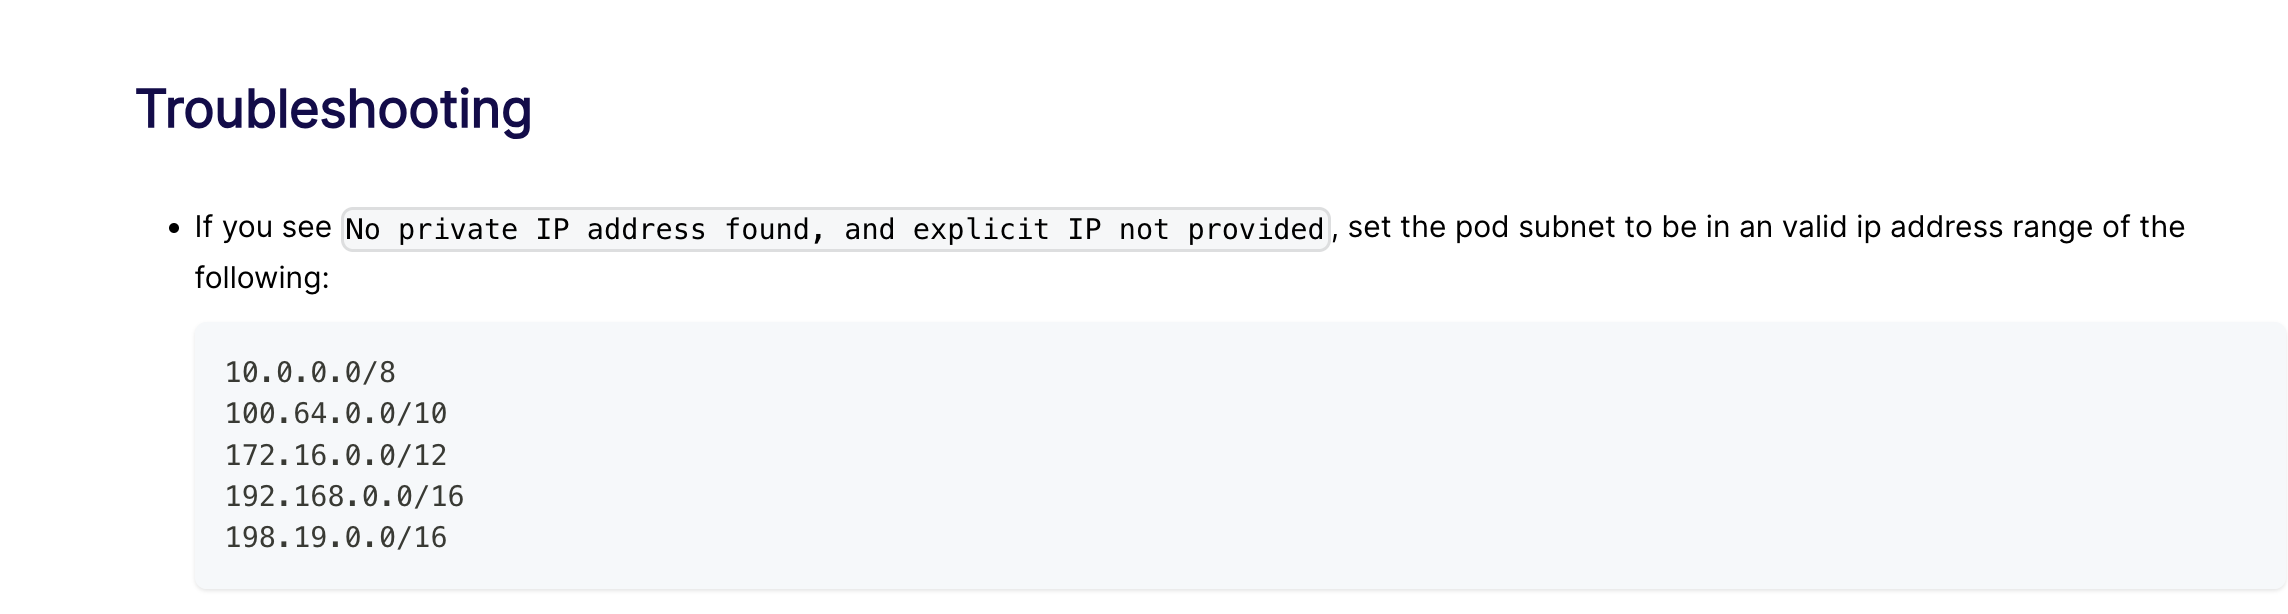 Troubleshooting
• If you see No private IP address found, and explicit IP not provided, set the pod subnet to be in an valid ip address range of the
following:
10.0.0.0/8
100.64.0.0/10
172.16.0.0/12
192.168.0.0/16
198.19.0.0/16